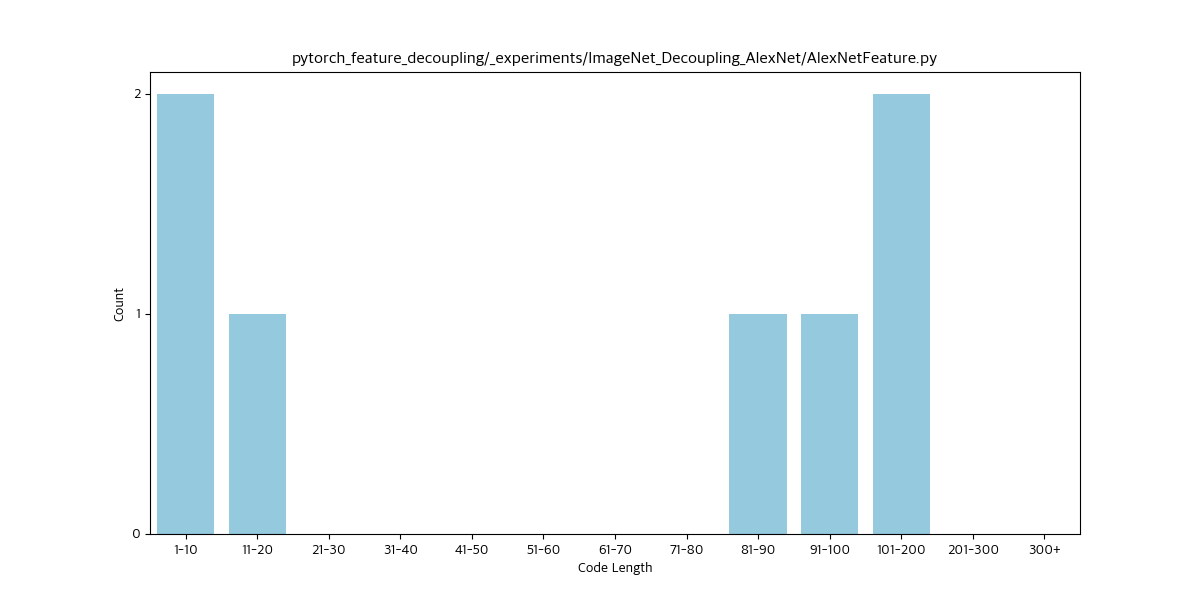 pytorch_feature_decoupling/_experiments/ImageNet_Decoupling_AlexNet/AlexNetFeature.py
2
1
0
Count
1-10 11-20 21-30 31-40 41-50 51-60 61-70 71-80 81-90 91-100 101-200 201-300 300+
Code Length